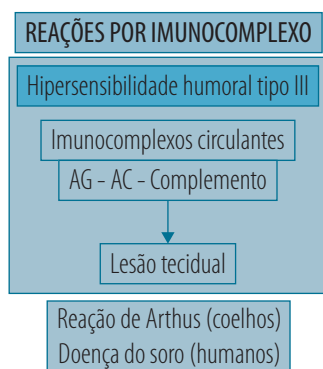 REAÇÕES POR IMUNOCOMPLEXO
Hipersensibilidade humoral tipo III
Imunocomplexos circulantes
AG - AC - Complemento
Lesão tecidual
Reação de Arthus (coelhos)
Doença do soro (humanos)